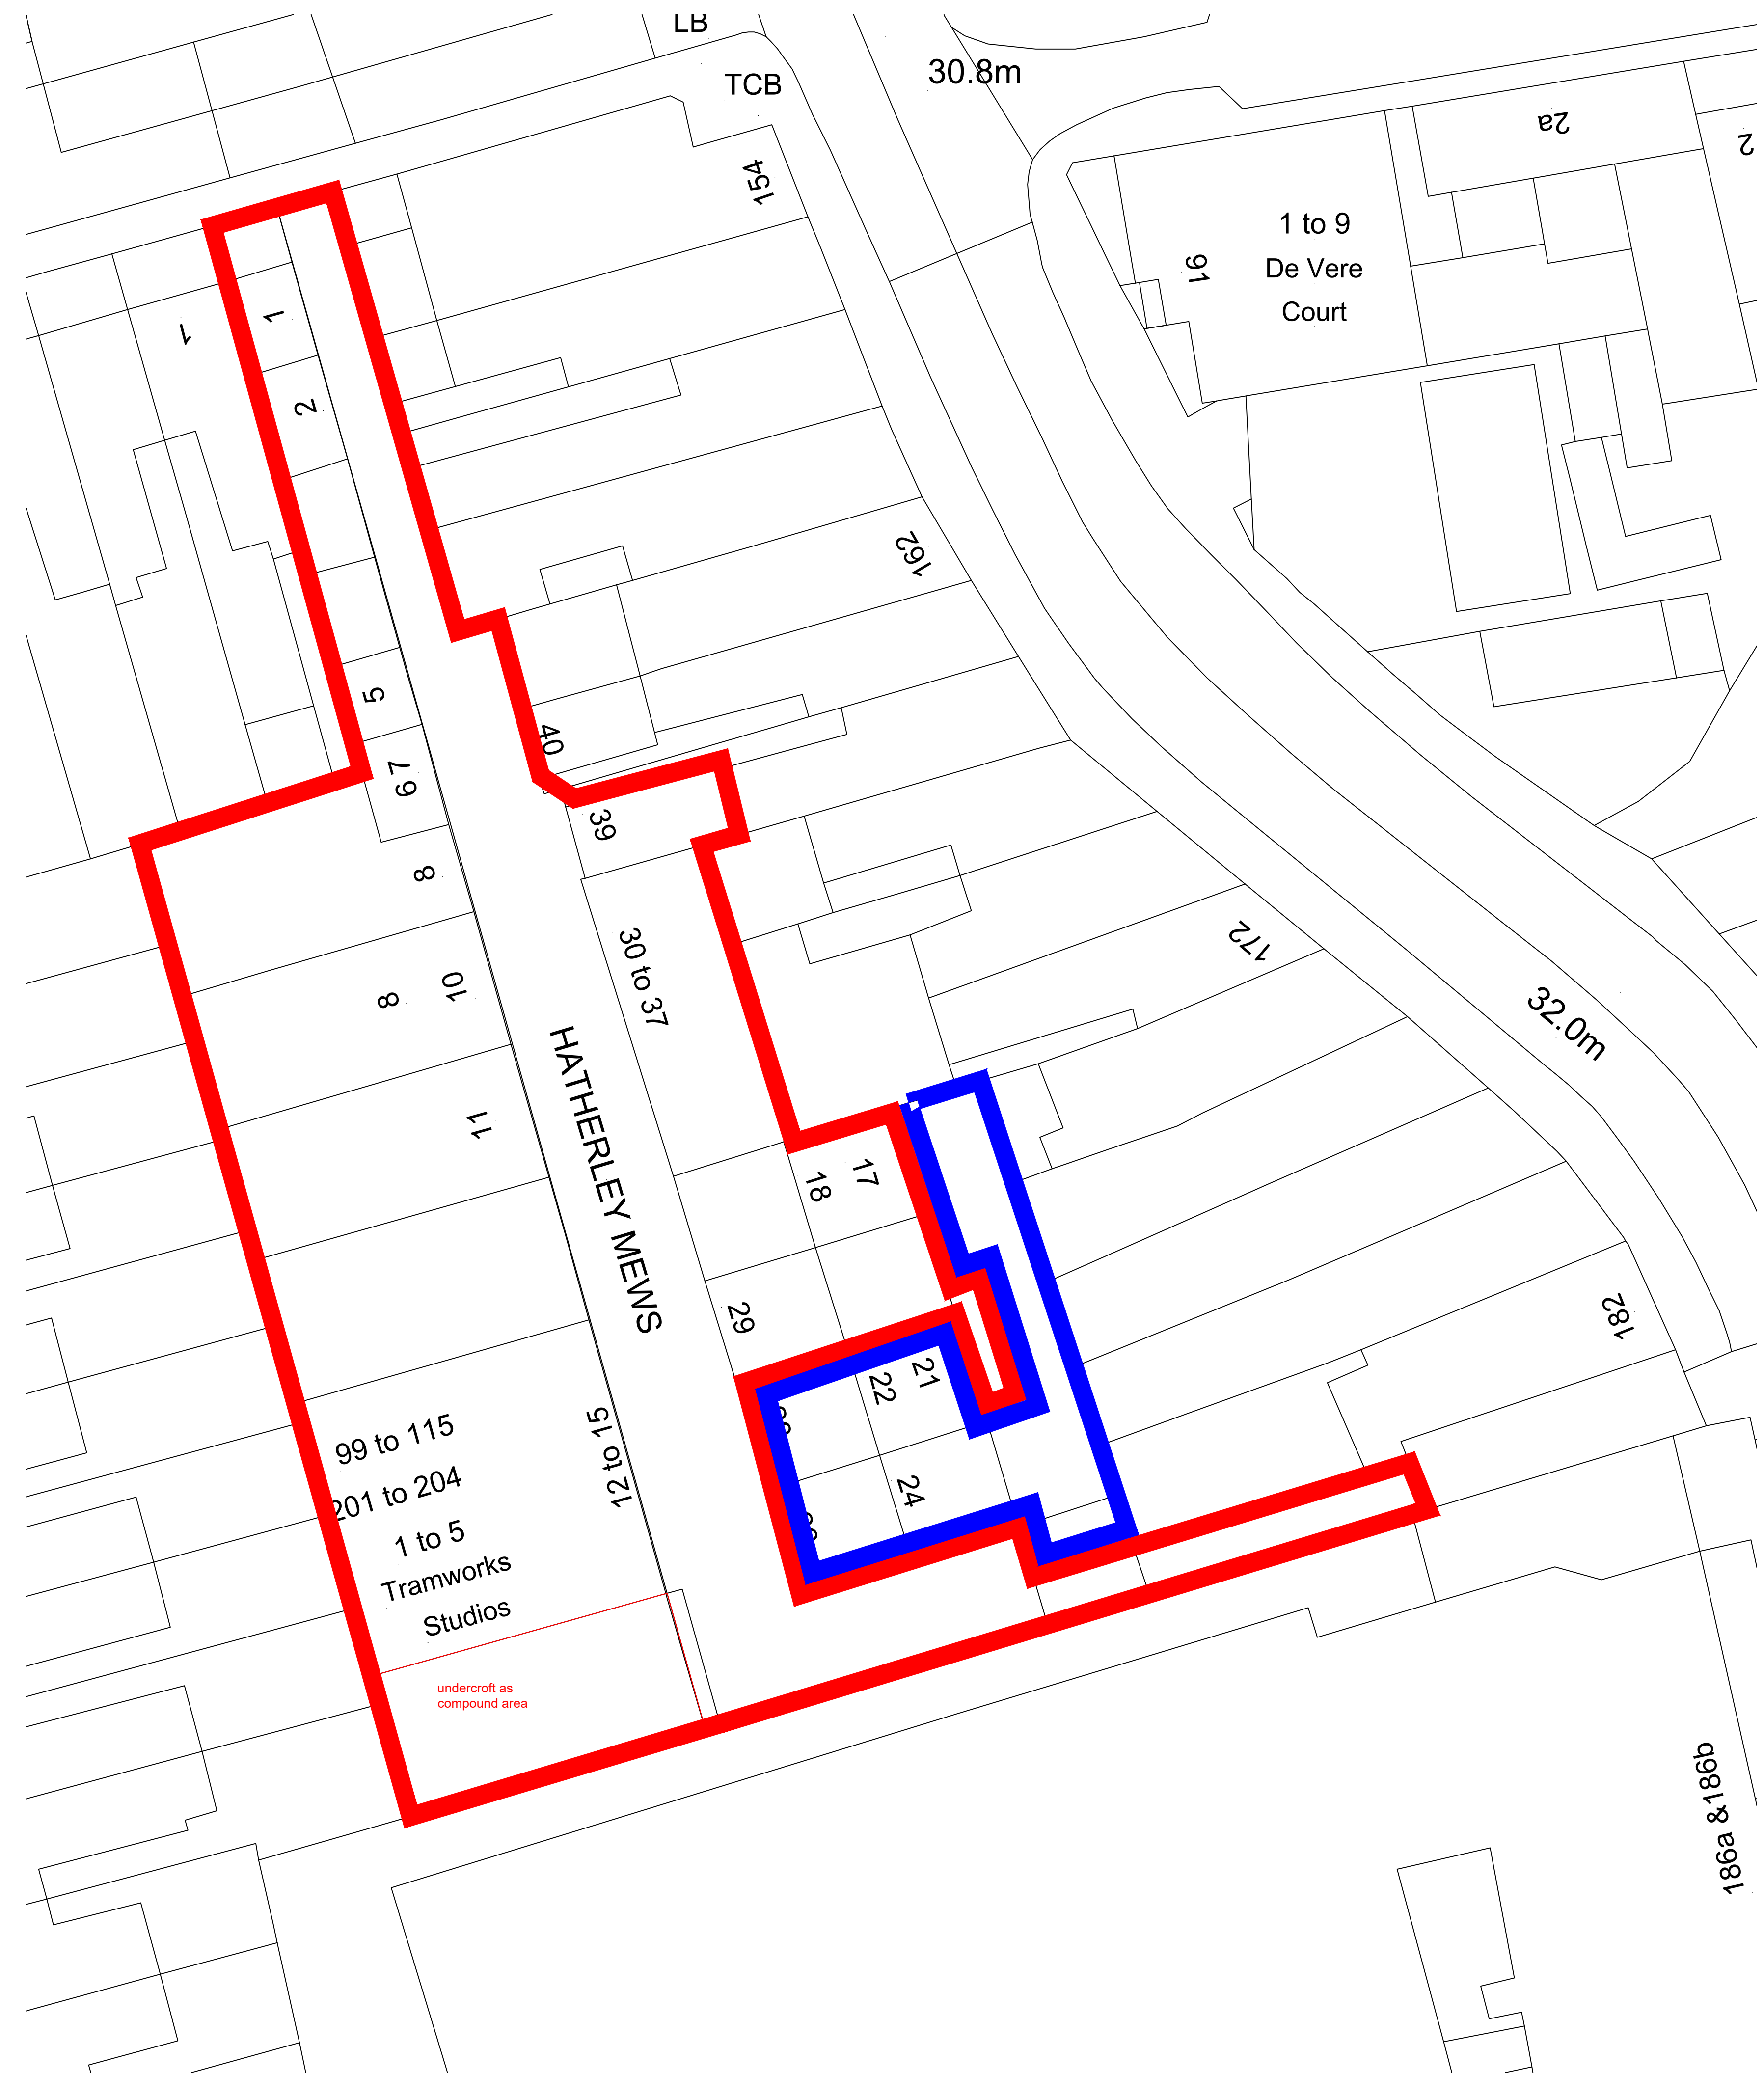 LB
TCB
30.8m
2a
2
154
1 to 9
De Vere
Court
91
1
1
2
162
5
40
6 7
39
8
172
30 to 37
10
8
32.0m
11
HATHERLEY MEWS
18
17
29
182
21
22
99 to 115
12 to 15
24
201 to 204
1 to 5
Tramworks
Studios
undercroft as
compound area
186a & 186b